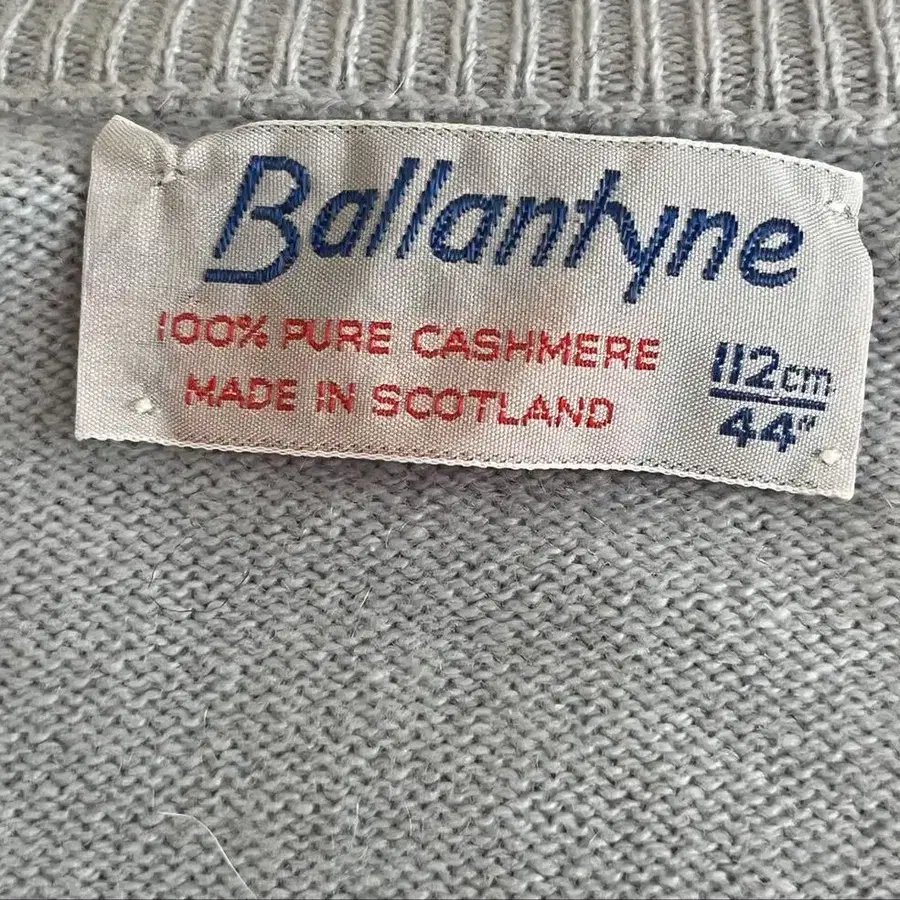 Ballantyne
100% PURE CASHMERE
MADE IN SCOTLAND
112cm
44"